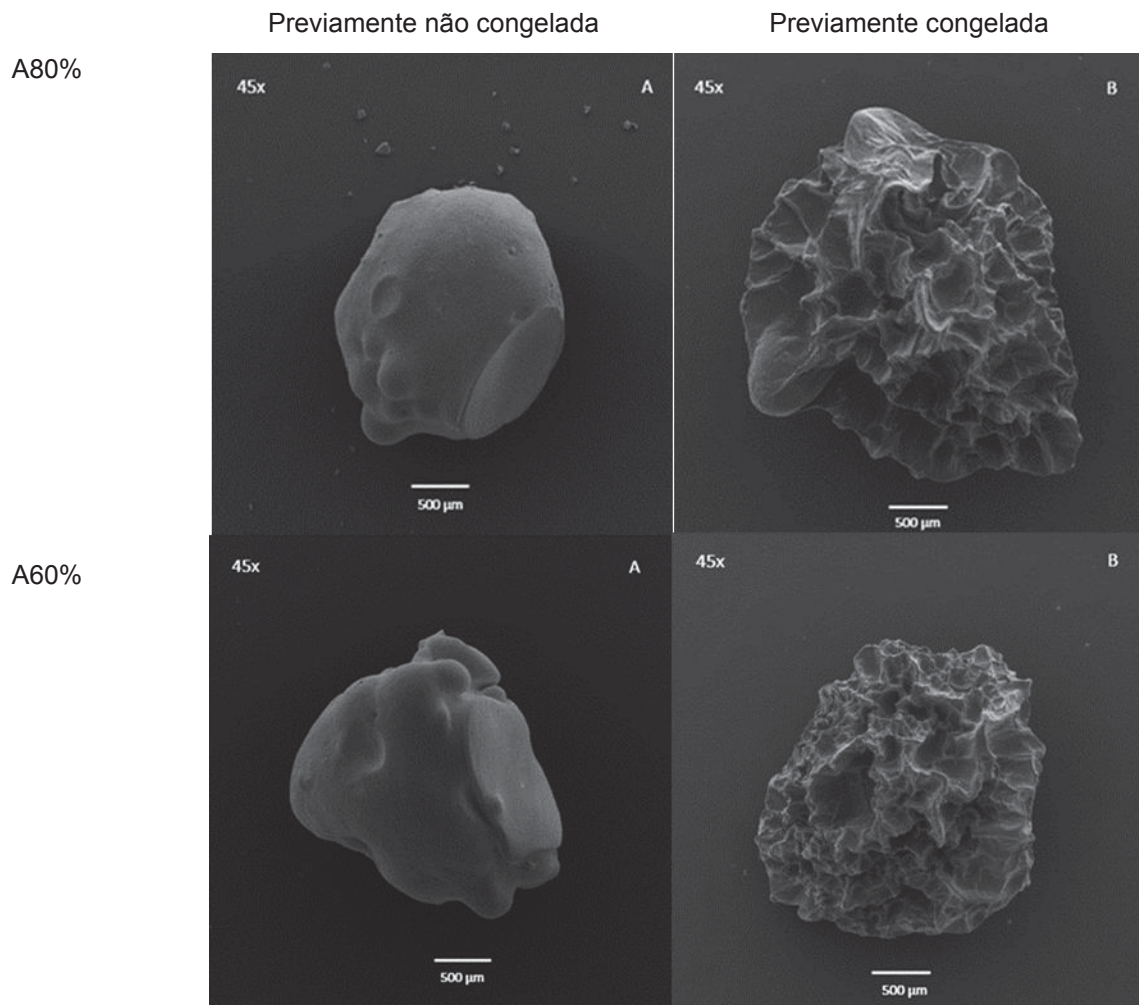 Previamente não congelada
Previamente congelada
A80%
45x A
500 µm
45x B
500 µm
A60%
45x A
500 µm
45x B
500 µm